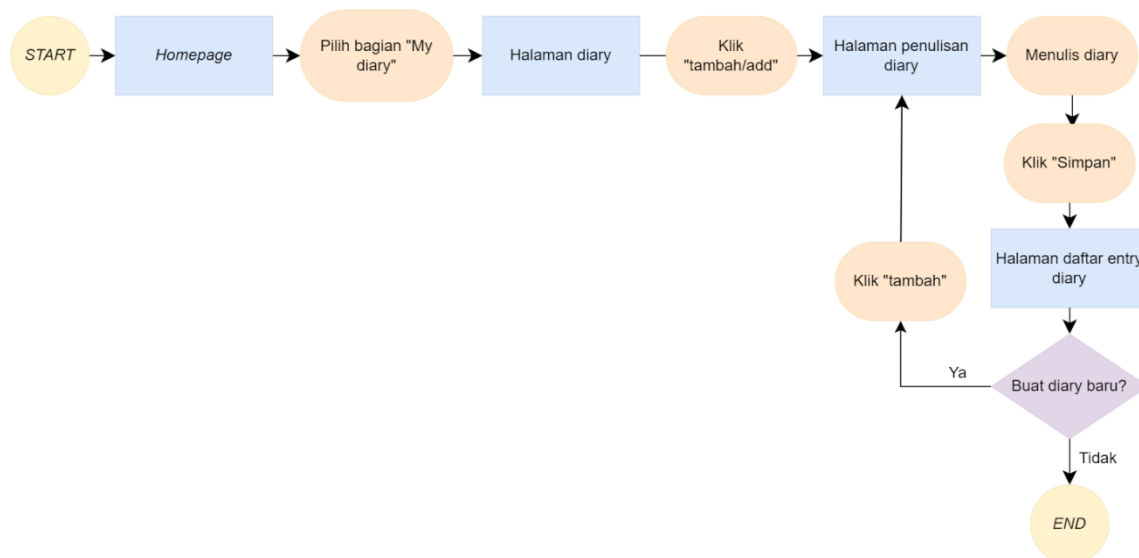 START
Homepage
Pilih bagian "My
diary"
Halaman diary
Klik
"tambah/add"
Halaman penulisan
diary
Menulis diary
Klik "Simpan"
Halaman daftar entry
diary
Buat diary baru?
Ya
Klik "tambah"
Tidak
END